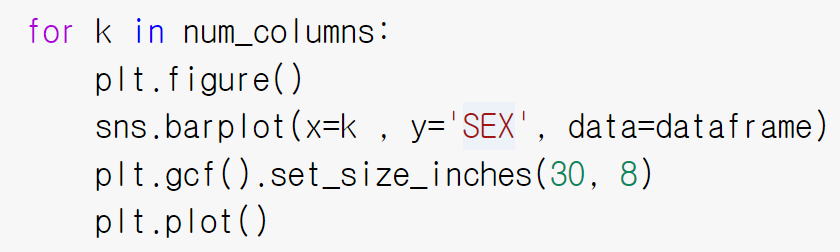 for k in num_columns:
    plt.figure()
    sns.barplot(x=k , y='SEX', data=dataframe)
    plt.gcf().set_size_inches(30, 8)
    plt.plot()